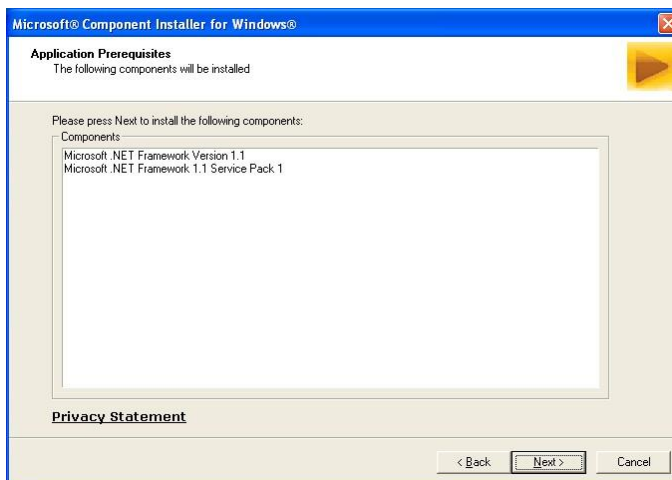 Microsoft® Component Installer for Windows®
Application Prerequisites
The following components will be installed
Please press Next to install the following components:
Components
Microsoft .NET Framework Version 1.1
Microsoft .NET Framework 1.1 Service Pack 1
Privacy Statement
< Back Next > Cancel